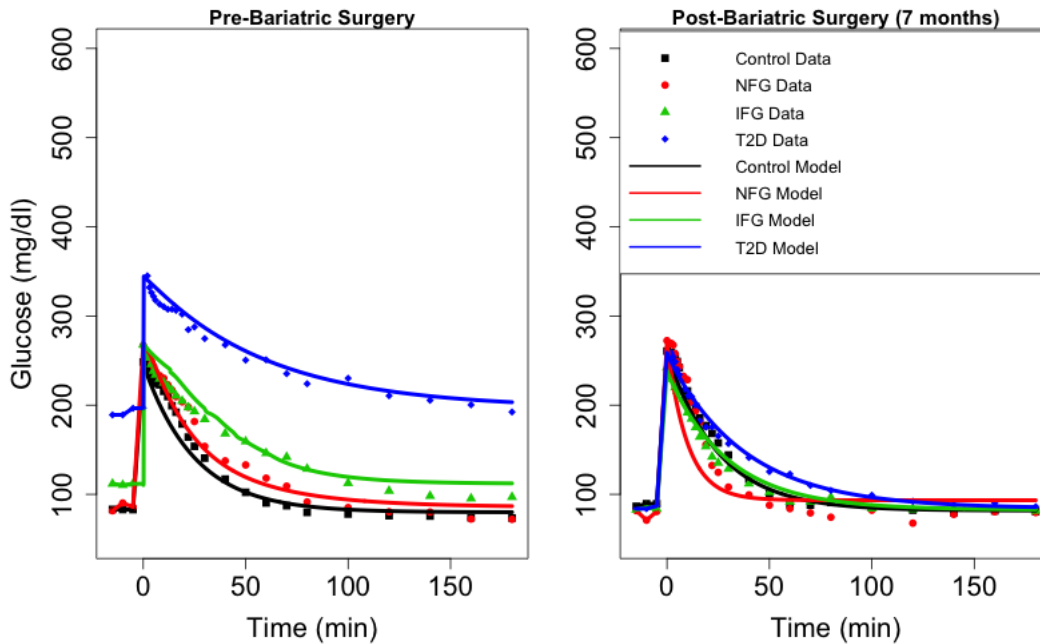 Pre-Bariatric Surgery
Glucose (mg/dl)
600
500
400
300
200
100
0
50
100
150
Time (min)
Post-Bariatric Surgery (7 months)
Control Data
NFG Data
IFG Data
T2D Data
Control Model
NFG Model
IFG Model
T2D Model
600
500
400
300
200
100
0
50
100
150
Time (min)